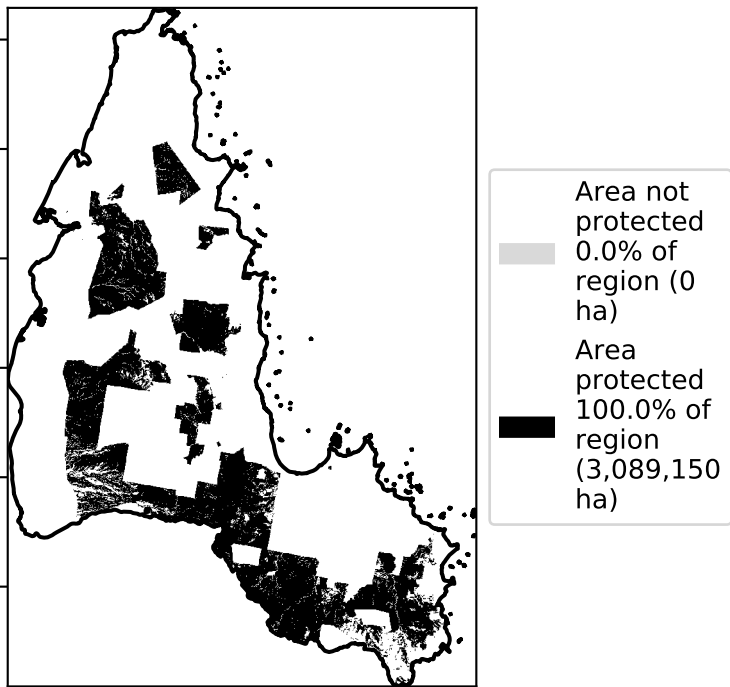 Area not
protected
0.0% of
region (0
ha)
Area
protected
100.0% of
region
(3,089,150
ha)